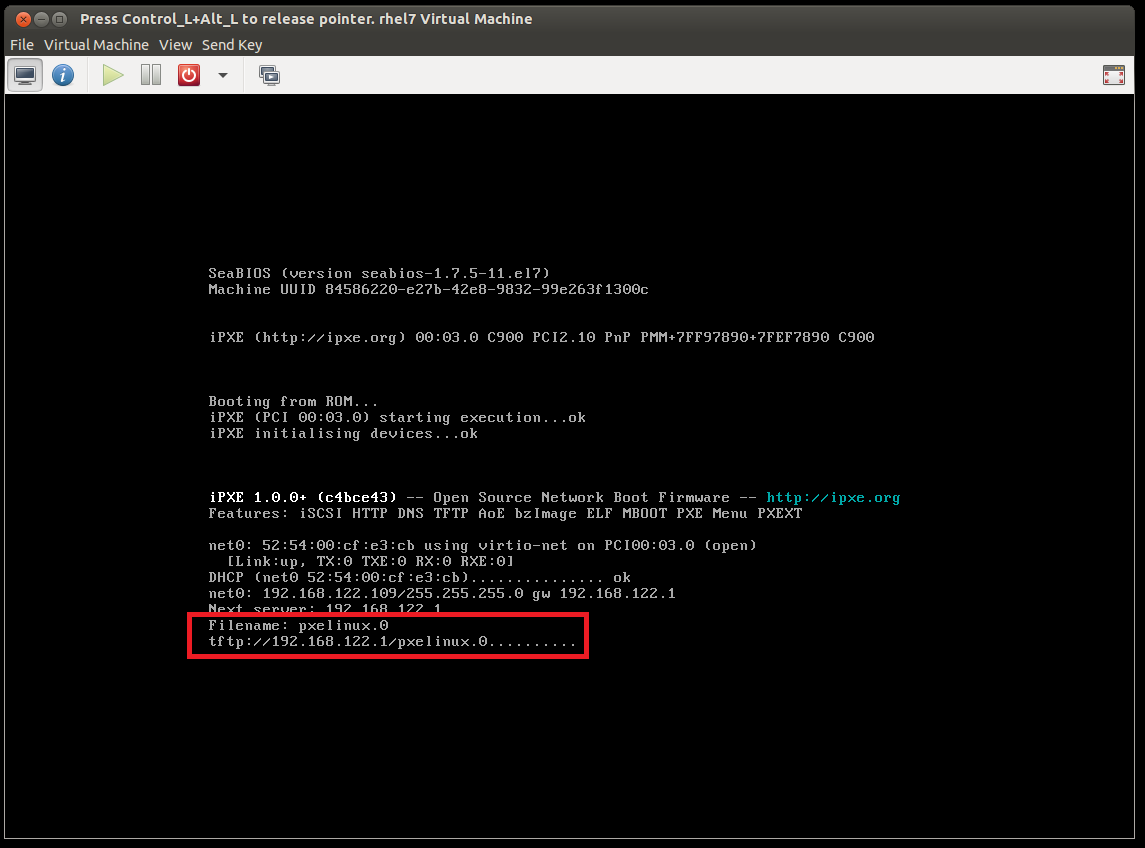 Press Control_L+Alt_L to release pointer. rhel7 Virtual Machine
File Virtual Machine View Send Key
SeaBIOS (version seabios-1.7.5-11.el7)
Machine UUID 84586220-e27b-42e8-9832-99e263f1300c
iPXE (http://ipxe.org) 00:03.0 C900 PCI2.10 PnP PMM+7FF97890+7FEF7890 C900
Booting from ROM...
iPXE (PCI 00:03.0) starting execution...ok
iPXE initialising devices...ok
iPXE 1.0.0+ (c4bce43) -- Open Source Network Boot Firmware -- http://ipxe.org
Features: iSCSI HTTP DNS TFTP AoE bzImage ELF MBOOT PXE Menu PXEXT
net0: 52:54:00:cf:e3:cb using virtio-net on PCI00:03.0 (open)
[Link:up, TX:0 TXE:0 RX:0 RXE:0]
DHCP (net0 52:54:00:cf:e3:cb)............... ok
net0: 192.168.122.109/255.255.255.0 gw 192.168.122.1
Next server: 192.168.122.1
Filename: pxelinux.0
tftp://192.168.122.1/pxelinux.0..........